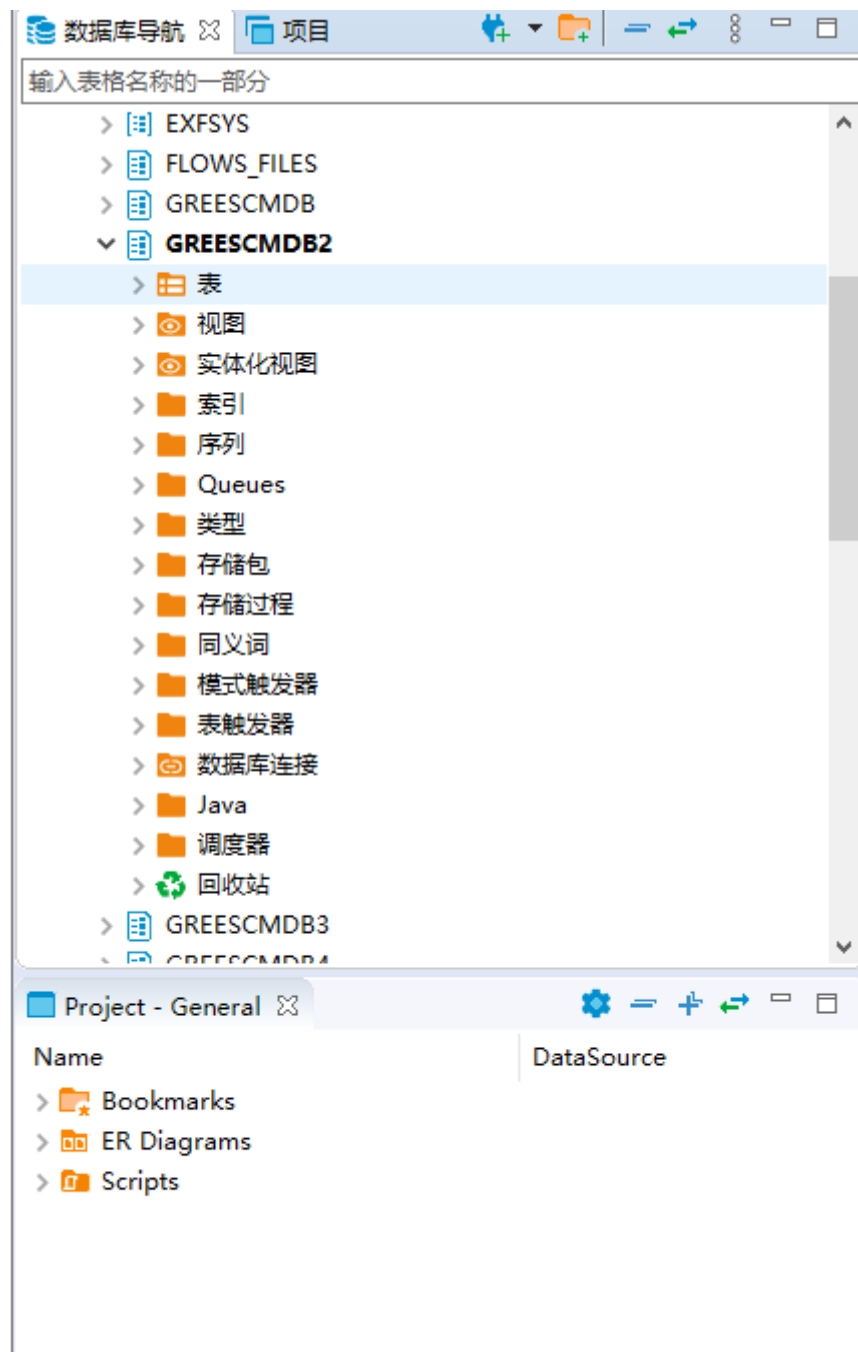 数据库导航 项目
输入表格名称的一部分
EXFSYS
FLOWS_FILES
GREESCMDB
GREESCMDB2
表
视图
实体化视图
索引
序列
Queues
类型
存储包
存储过程
同义词
模式触发器
表触发器
数据库连接
Java
调度器
回收站
GREESCMDB3
GREESCMDB4
Project - General
Name DataSource
Bookmarks
ER Diagrams
Scripts